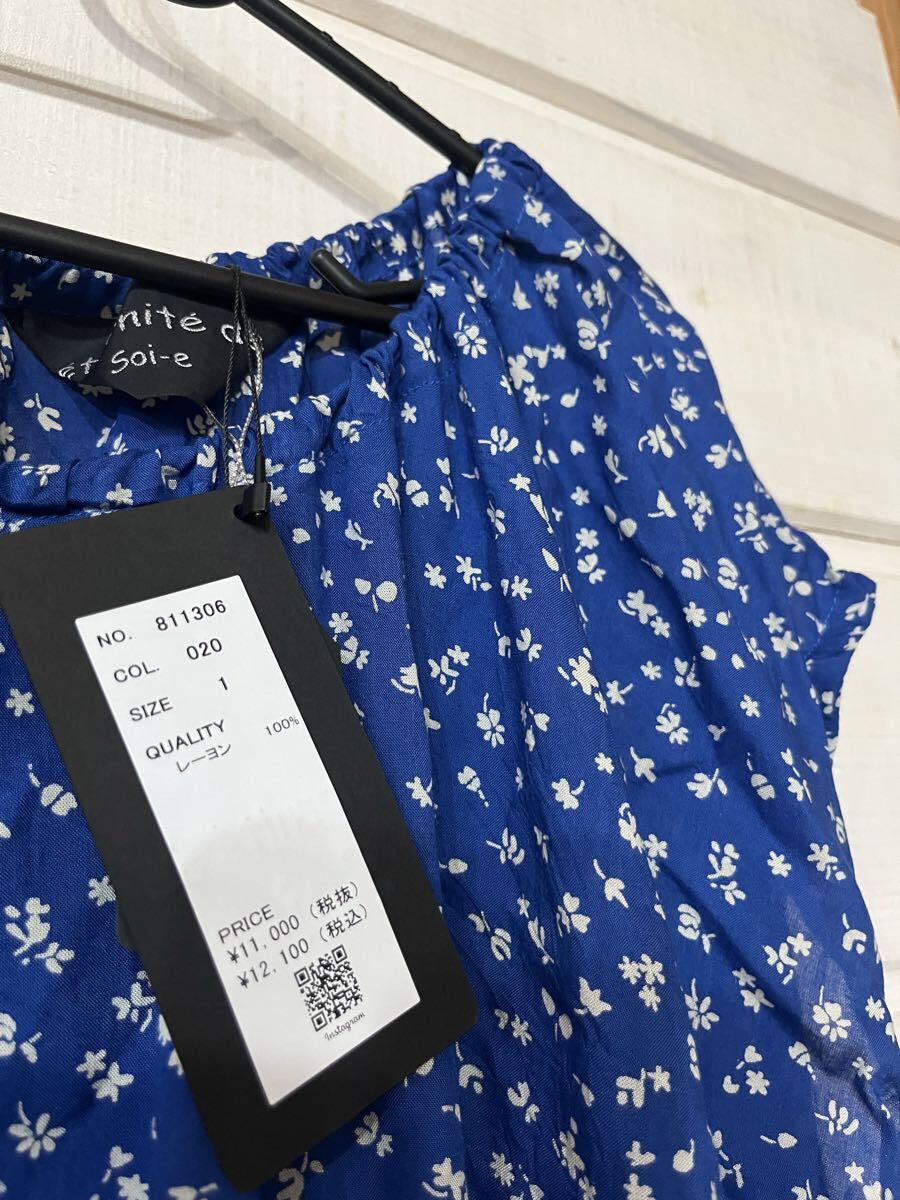 nité d
et Soi-e
NO. 811306
COL. 020
SIZE 1
QUALITY
レーヨン 100%
PRICE
¥11,000 (税抜)
¥12,100 (税込)
Instagram